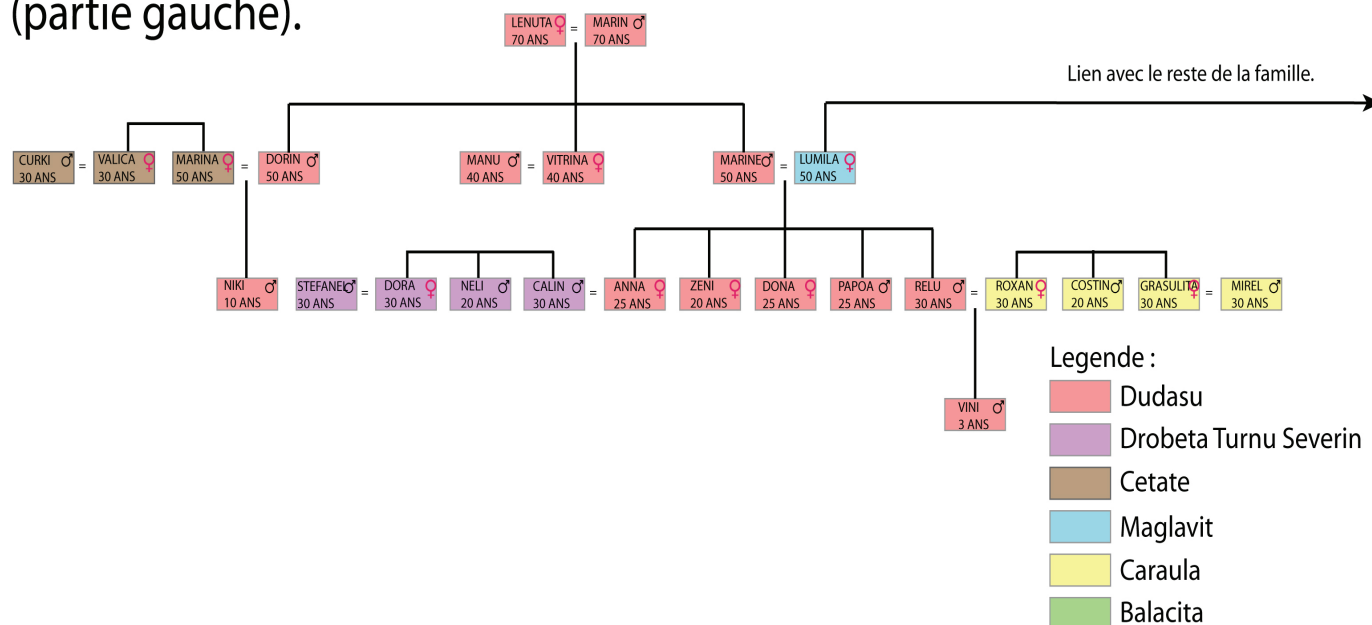 (partie gauche).
LENUTA
70 ANS
=
MARIN
70 ANS
Lien avec le reste de la famille.
CURKI
30 ANS
=
VALICA
30 ANS
MARINA
50 ANS
=
DORIN
50 ANS
MANU
40 ANS
=
VITRINA
40 ANS
MARINE
50 ANS
=
LUMILA
50 ANS
NIKI
10 ANS
STEFANEL
30 ANS
=
DORA
30 ANS
NELI
20 ANS
CALIN
30 ANS
=
ANNA
25 ANS
ZENI
20 ANS
DONA
25 ANS
PAPOA
25 ANS
RELU
30 ANS
=
ROXAN
30 ANS
COSTIN
20 ANS
GRASULITA
30 ANS
=
MIREL
30 ANS
VINI
3 ANS
Legende :
Dudasu
Drobeta Turnu Severin
Cetate
Maglavit
Caraula
Balacita